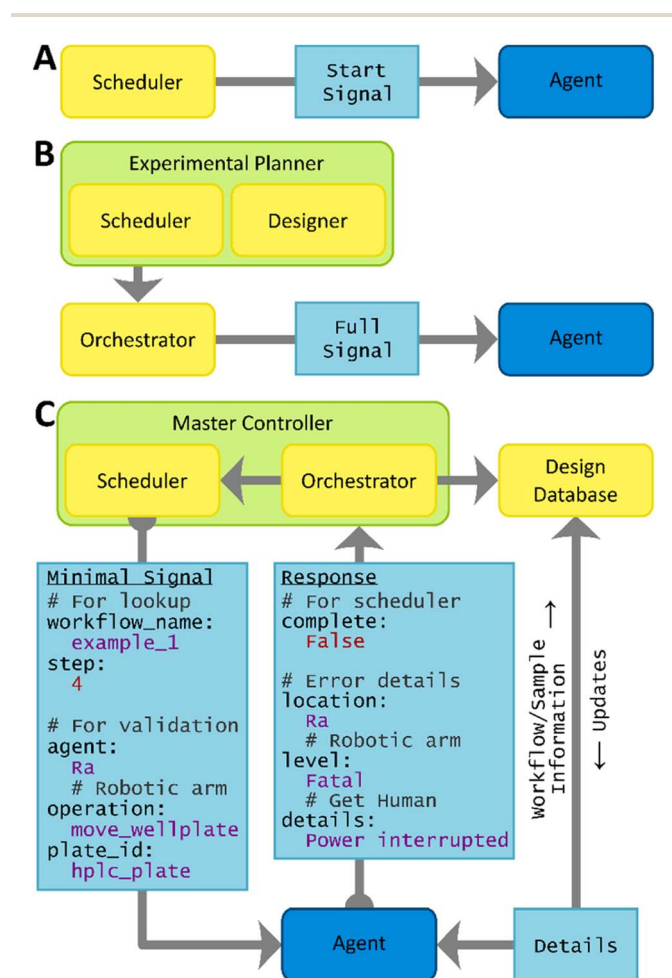 A
Scheduler
Start
Signal
Agent
B
Experimental Planner
Scheduler
Designer
Orchestrator
Full
Signal
Agent
C
Master Controller
Scheduler
Orchestrator
Design
Database
Minimal Signal
# For lookup
workflow_name:
example_1
step:
4
# For validation
agent:
Ra
# Robotic arm
operation:
move_wellplate
plate_id:
hplc_plate
Response
# For scheduler
complete:
False
# Error details
location:
Ra
# Robotic arm
level:
Fatal
# Get Human
details:
Power interrupted
Workflow/Sample
Information →
← Updates
Agent
Details